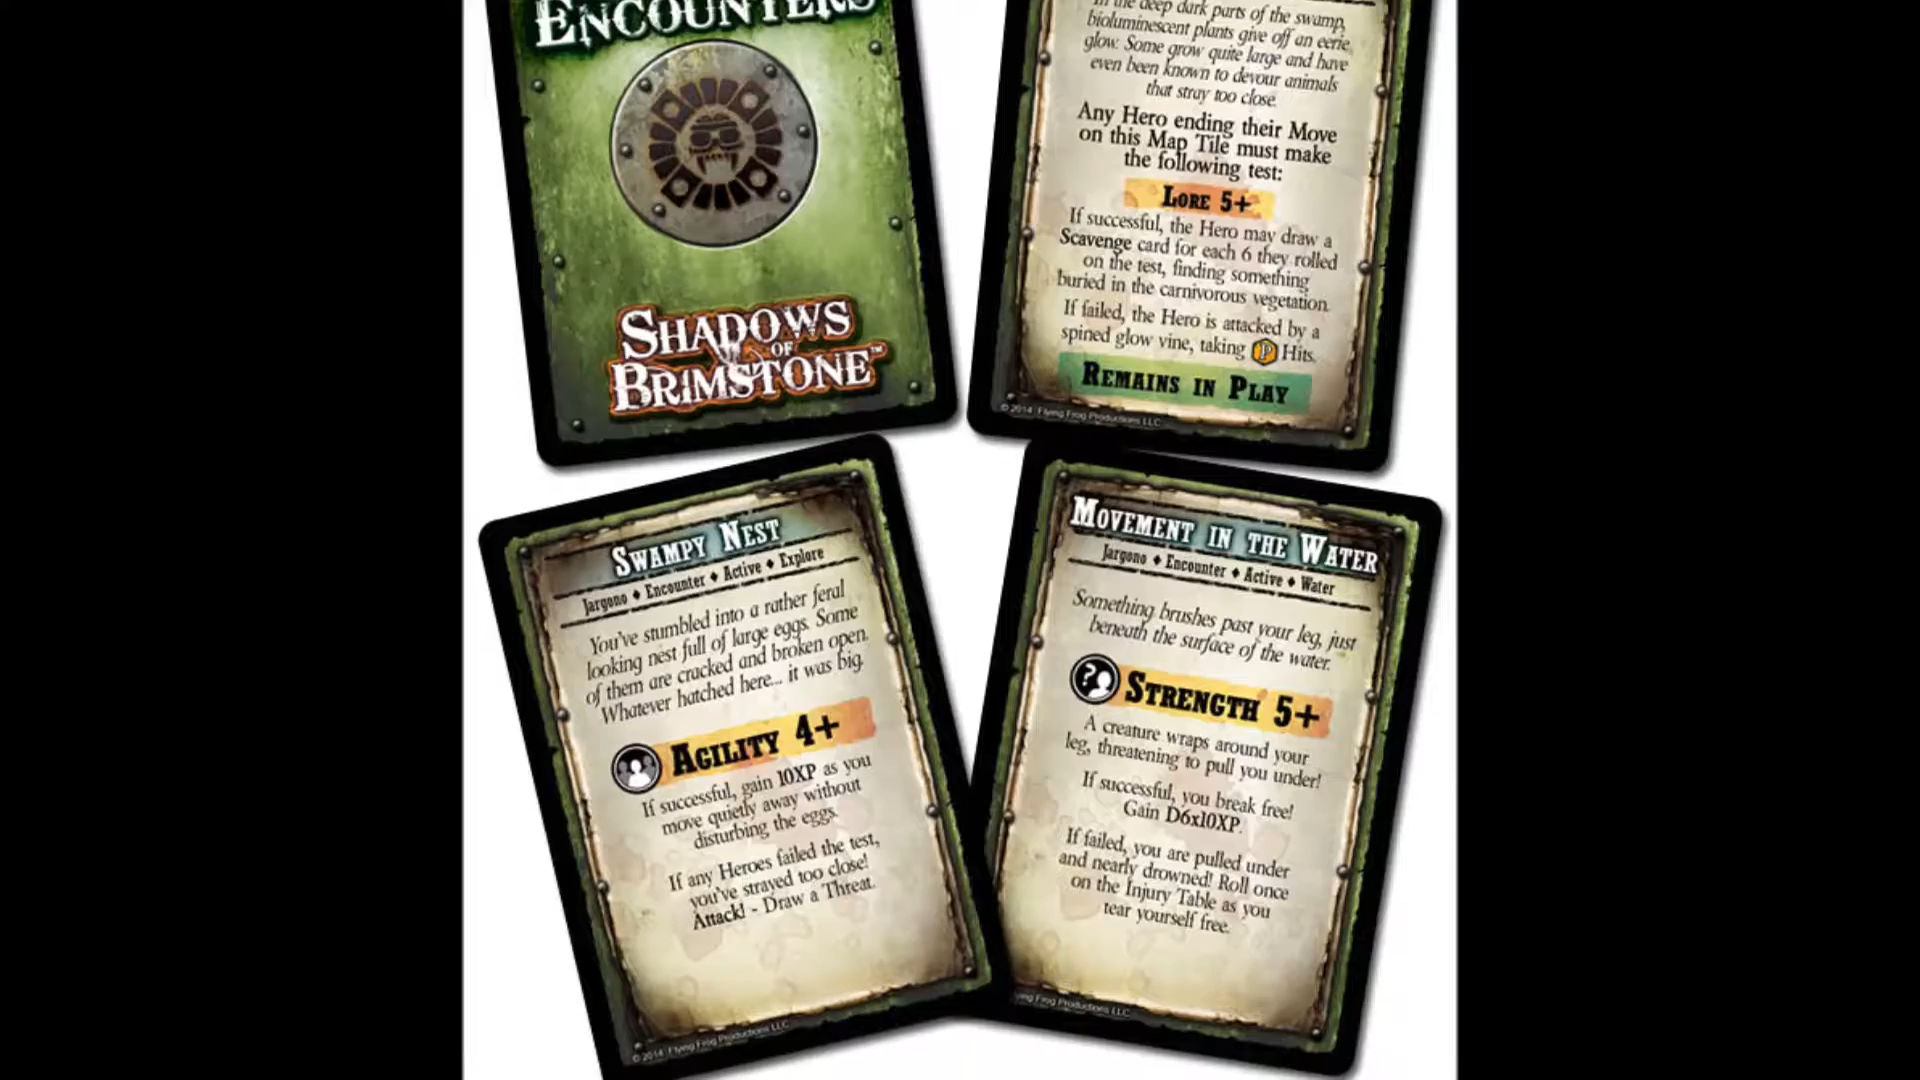 ENCOUNTERS
SHADOWS
OF
BRIMSTONE™
In the deep dark parts of the swamp,
bioluminescent plants give off an eerie
glow. Some grow quite large and have
even been known to devour animals
that stray too close.
Any Hero ending their Move
on this Map Tile must make
the following test:
LORE 5+
If successful, the Hero may draw a
Scavenge card for each 6 they rolled
on the test, finding something
buried in the carnivorous vegetation.
If failed, the Hero is attacked by a
spined glow vine, taking P Hits.
REMAINS IN PLAY
© 2014 Flying Frog Productions LLC
SWAMPY NEST
Jargono ♦ Encounter ♦ Active ♦ Explore
You've stumbled into a rather feral
looking nest full of large eggs. Some
of them are cracked and broken open.
Whatever hatched here... it was big.
AGILITY 4+
If successful, gain 10XP as you
move quietly away without
disturbing the eggs.
If any Heroes failed the test,
you've strayed too close!
Attack! - Draw a Threat.
© 2014 Flying Frog Productions LLC
MOVEMENT IN THE WATER
Jargono ♦ Encounter ♦ Active ♦ Water
Something brushes past your leg, just
beneath the surface of the water.
? STRENGTH 5+
A creature wraps around your
leg, threatening to pull you under!
If successful, you break free!
Gain D6x10XP.
If failed, you are pulled under
and nearly drowned! Roll once
on the Injury Table as you
tear yourself free.
Frog Productions LLC